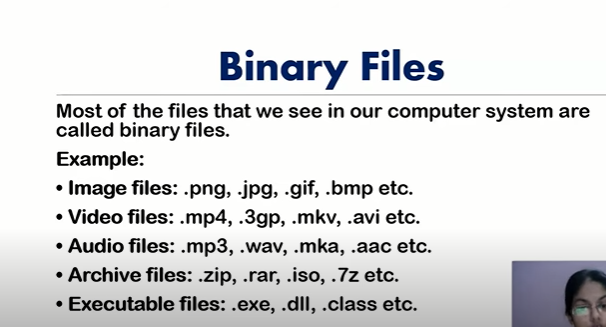 Binary Files
Most of the files that we see in our computer system are
called binary files.
Example:
• Image files: .png, .jpg, .gif, .bmp etc.
• Video files: .mp4, .3gp, .mkv, .avi etc.
• Audio files: .mp3, .wav, .mka, .aac etc.
• Archive files: .zip, .rar, .iso, .7z etc.
• Executable files: .exe, .dll, .class etc.